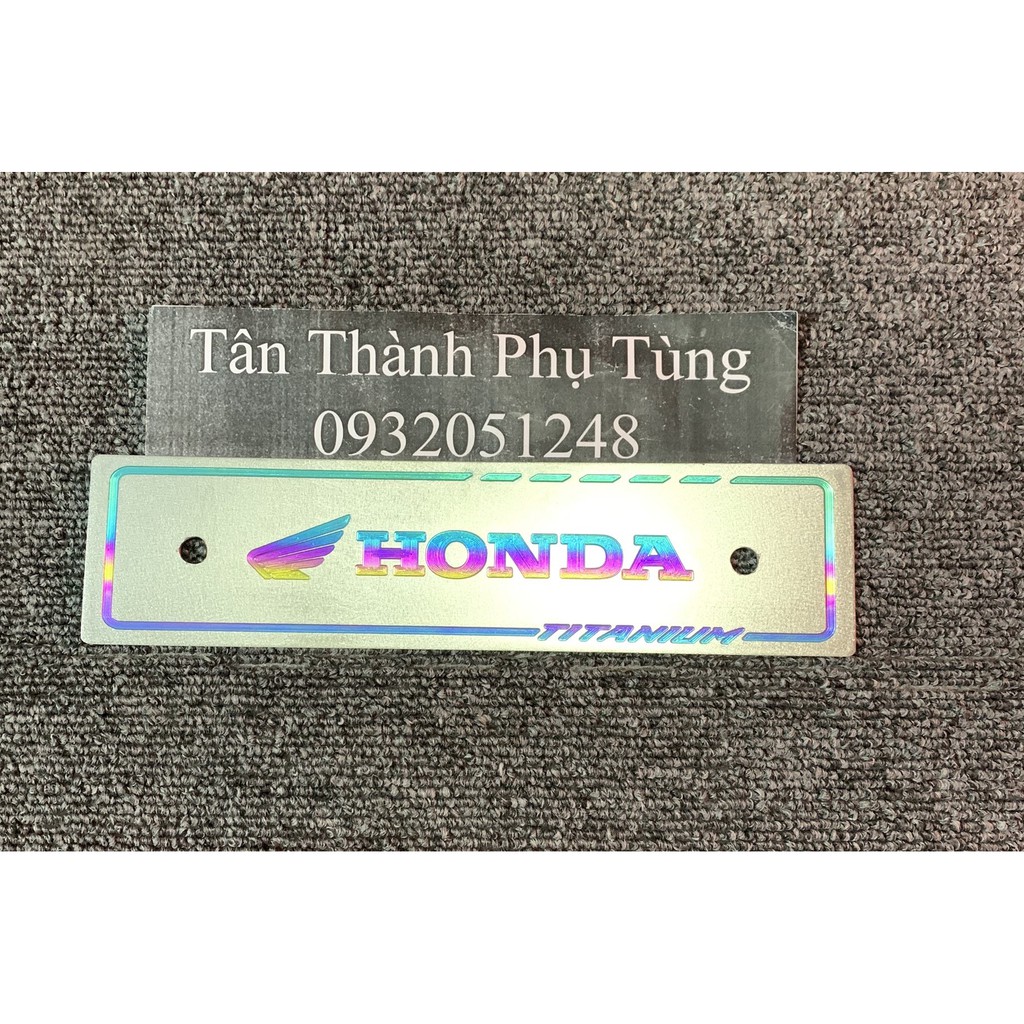 Tân Thành Phụ Tùng
0932051248
HONDA
TITANIUM